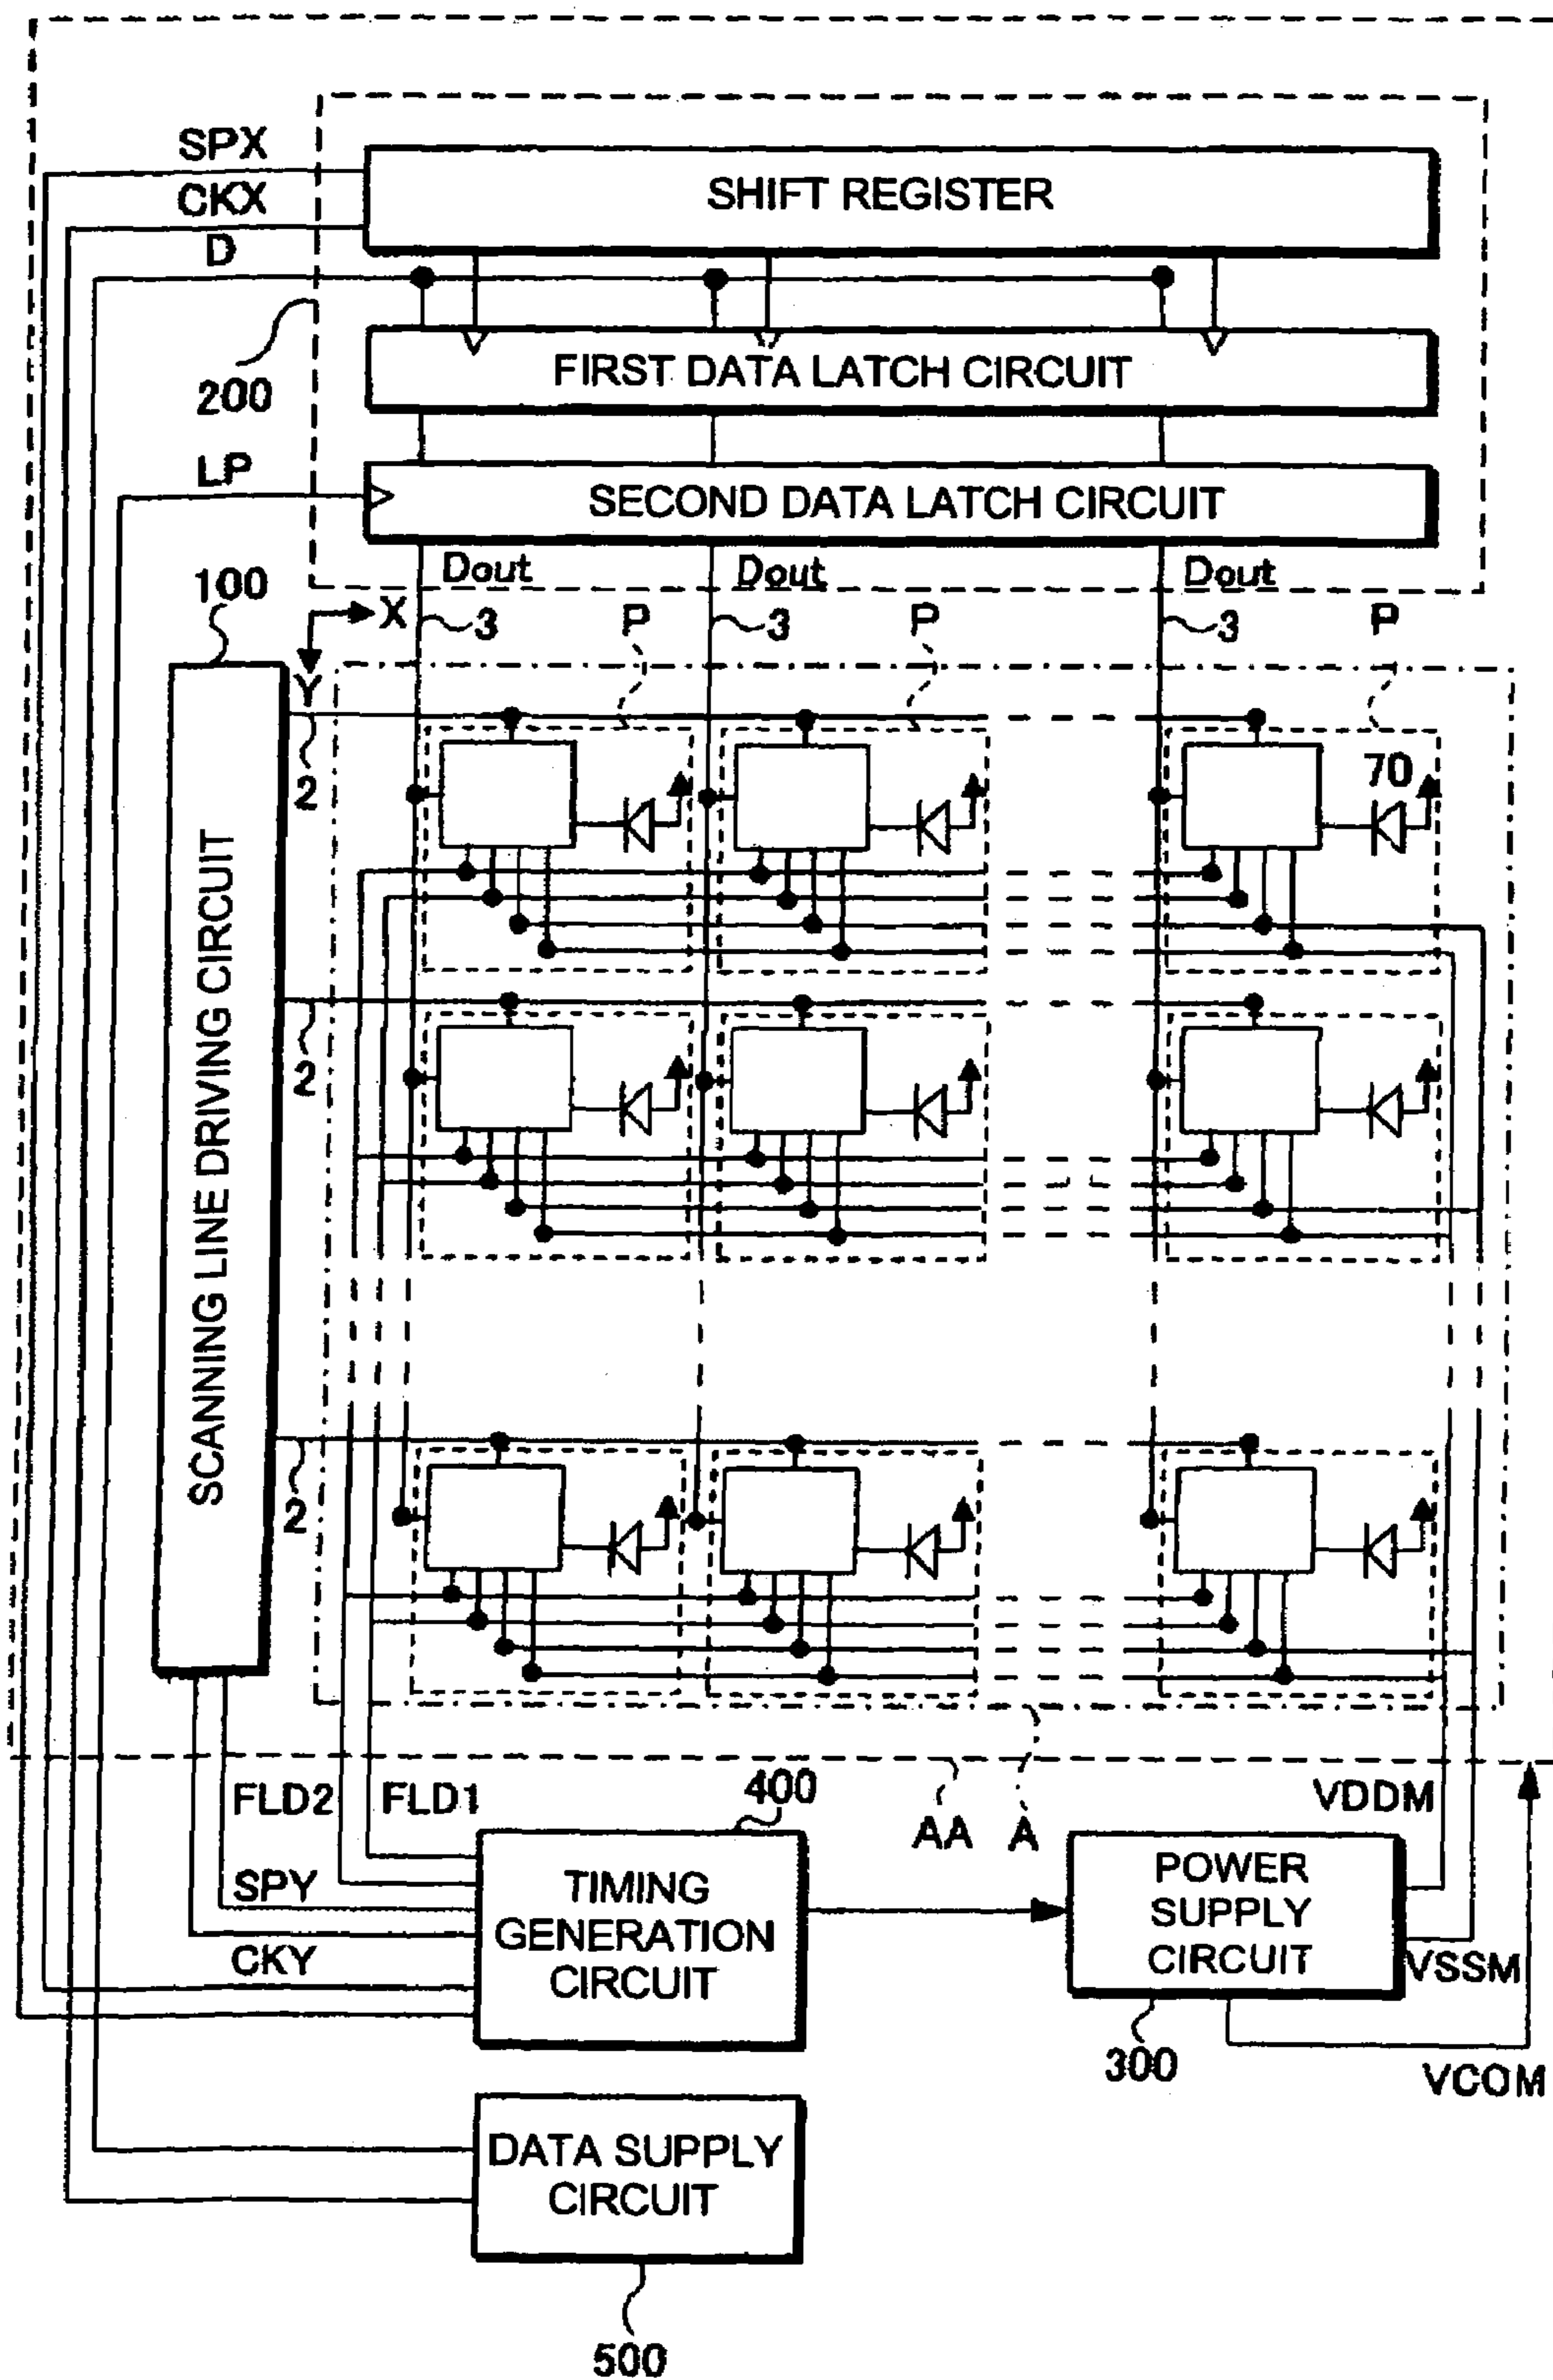 SPX
SHIFT REGISTER
CKX
D
FIRST DATA LATCH CIRCUIT
200
LP
SECOND DATA LATCH CIRCUIT
Dout
Dout
Dout
100
X
3
P
3
P
3
P
Y
2
70
SCANNING LINE DRIVING CIRCUIT
2
2
FLD2
FLD1
400
AA
A
VDDM
SPY
TIMING
GENERATION
CIRCUIT
POWER
SUPPLY
CIRCUIT
CKY
VSSM
300
VCOM
DATA SUPPLY
CIRCUIT
500